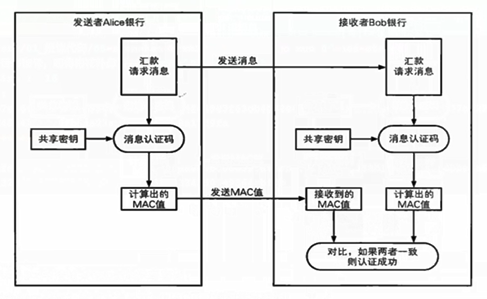 发送者Alice银行
接收者Bob银行
汇款
请求消息
发送消息
汇款
请求消息
共享密钥
消息认证码
共享密钥
消息认证码
计算出的
MAC值
发送MAC值
接收到的
MAC值
计算出的
MAC值
对比，如果两者一致
则认证成功